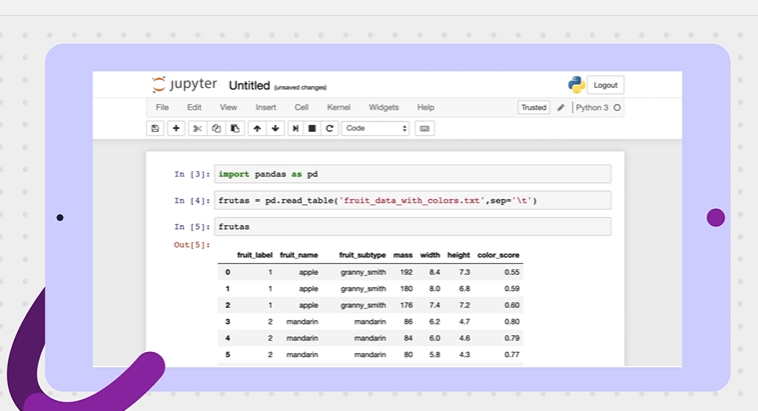 jupyter Untitled (unsaved changes) Logout
File Edit View Insert Cell Kernel Widgets Help Trusted Python 3
Code
In [3]: import pandas as pd
In [4]: frutas = pd.read_table('fruit_data_with_colors.txt',sep='\t')
In [5]: frutas
Out[5]:
fruit_label fruit_name fruit_subtype mass width height color_score
0 1 apple granny_smith 192 8.4 7.3 0.55
1 1 apple granny_smith 180 8.0 6.8 0.59
2 1 apple granny_smith 176 7.4 7.2 0.60
3 2 mandarin mandarin 86 6.2 4.7 0.80
4 2 mandarin mandarin 84 6.0 4.6 0.79
5 2 mandarin mandarin 80 5.8 4.3 0.77